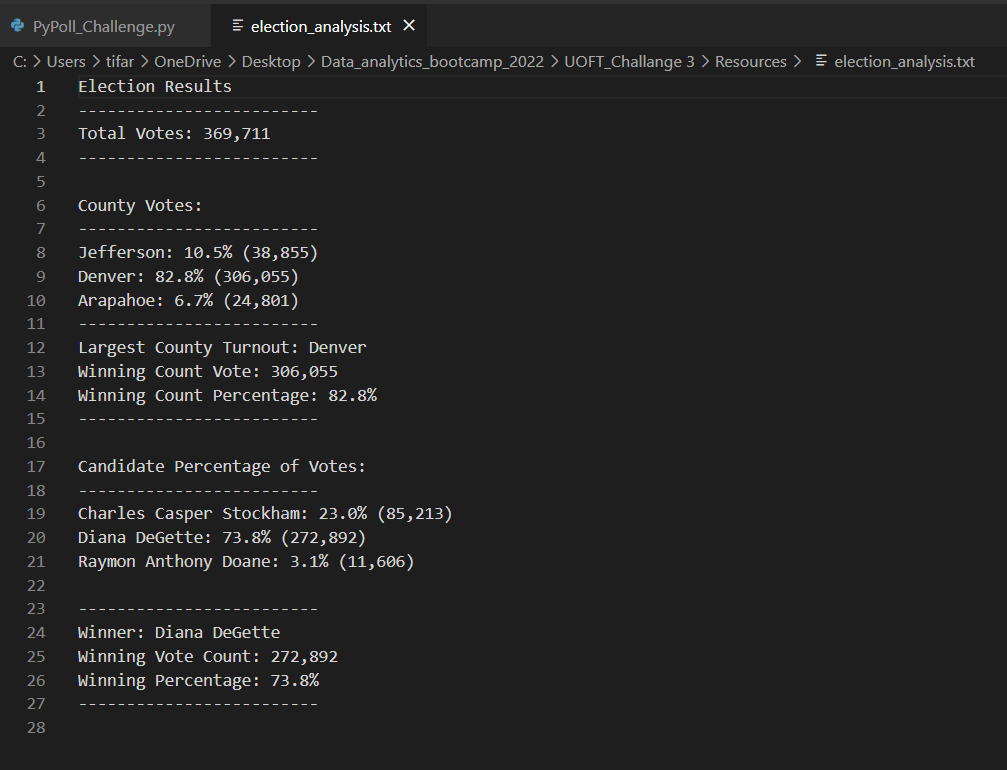 PyPoll_Challenge.py
election_analysis.txt
C: > Users > tifar > OneDrive > Desktop > Data_analytics_bootcamp_2022 > UOFT_Challange 3 > Resources > election_analysis.txt
1 Election Results
2 -------------------------
3 Total Votes: 369,711
4 -------------------------
5
6 County Votes:
7 -------------------------
8 Jefferson: 10.5% (38,855)
9 Denver: 82.8% (306,055)
10 Arapahoe: 6.7% (24,801)
11 -------------------------
12 Largest County Turnout: Denver
13 Winning Count Vote: 306,055
14 Winning Count Percentage: 82.8%
15 -------------------------
16
17 Candidate Percentage of Votes:
18 -------------------------
19 Charles Casper Stockham: 23.0% (85,213)
20 Diana DeGette: 73.8% (272,892)
21 Raymon Anthony Doane: 3.1% (11,606)
22
23 -------------------------
24 Winner: Diana DeGette
25 Winning Vote Count: 272,892
26 Winning Percentage: 73.8%
27 -------------------------
28